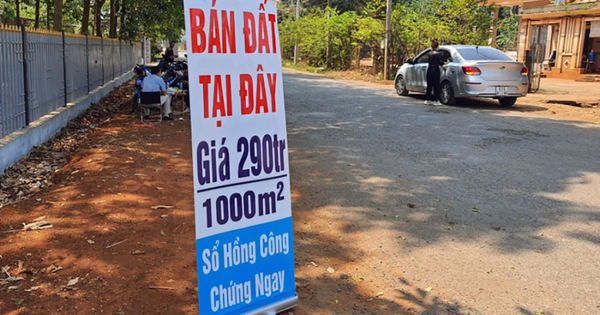 BÁN ĐẤT
TẠI ĐÂY
Giá 290tr
1000m²
Sổ Hồng Công
Chứng Ngay